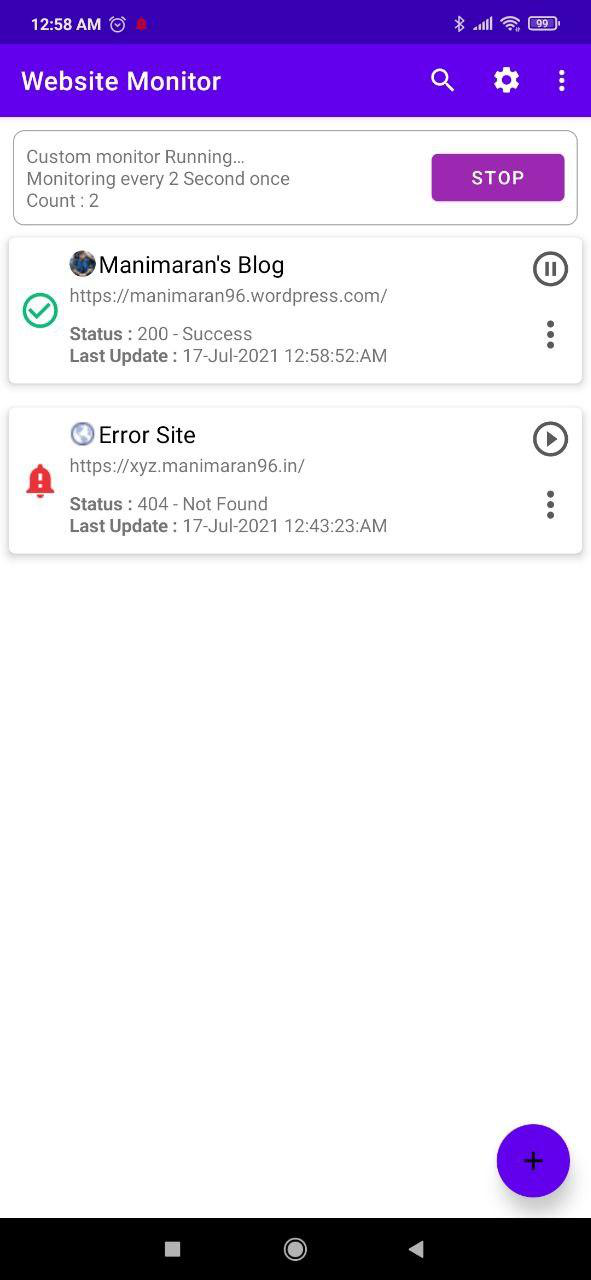 12:58 AM
99
Website Monitor
Custom monitor Running...
Monitoring every 2 Second once
Count : 2
STOP
Manimaran's Blog
https://manimaran96.wordpress.com/
Status : 200 - Success
Last Update : 17-Jul-2021 12:58:52:AM
Error Site
https://xyz.manimaran96.in/
Status : 404 - Not Found
Last Update : 17-Jul-2021 12:43:23:AM